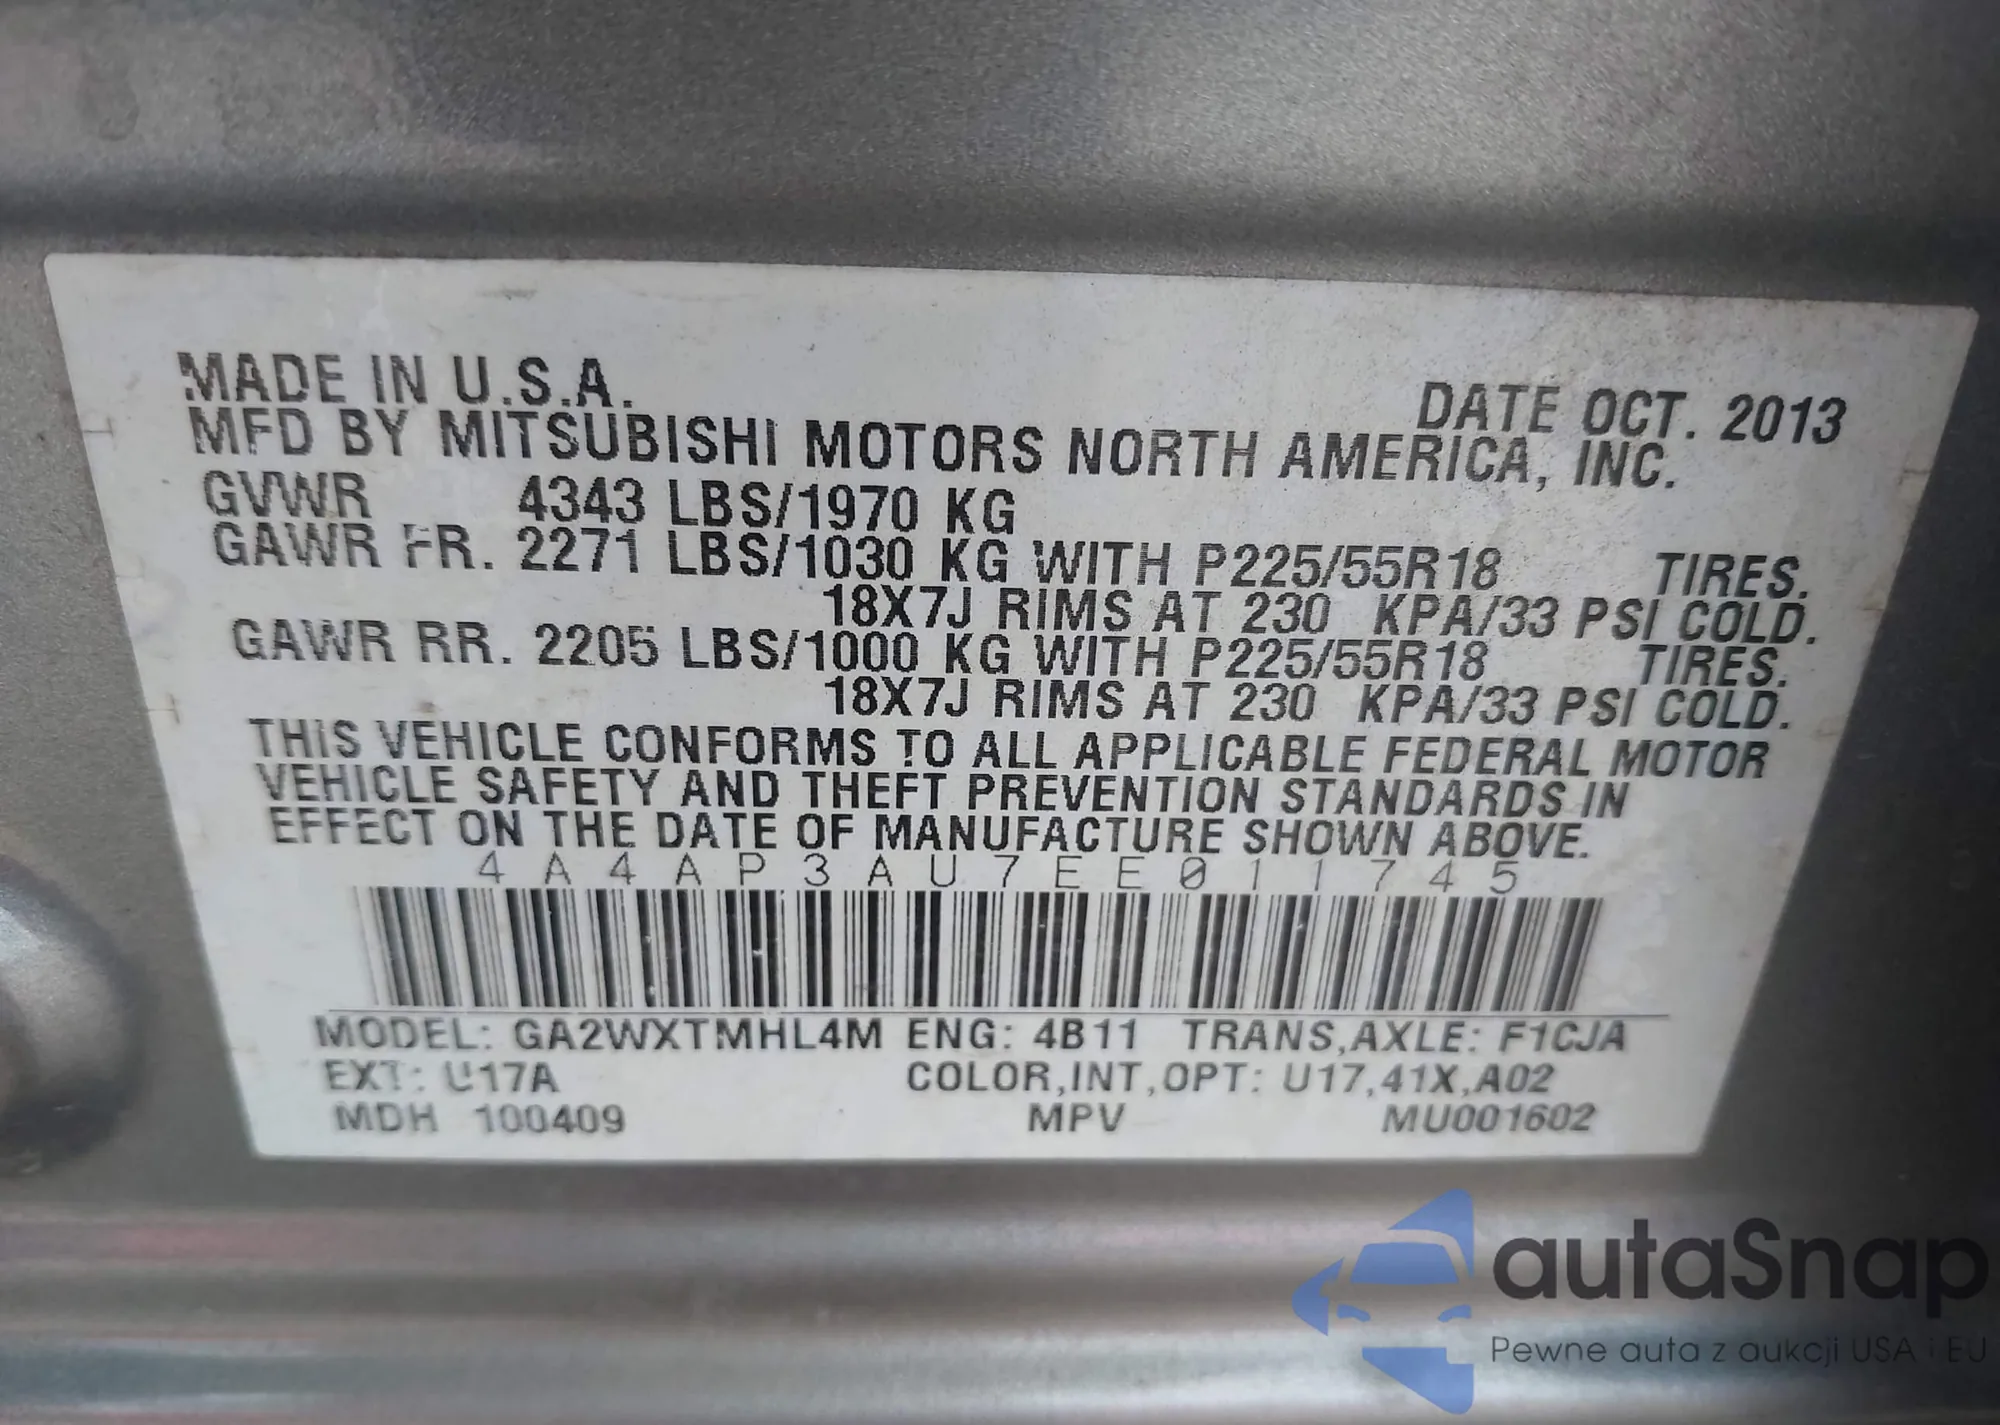 MADE IN U.S.A.
DATE OCT. 2013
MFD BY MITSUBISHI MOTORS NORTH AMERICA, INC.
GVWR 4343 LBS/1970 KG
GAWR FR. 2271 LBS/1030 KG WITH P225/55R18 TIRES.
18X7J RIMS AT 230 KPA/33 PSI COLD.
GAWR RR. 2205 LBS/1000 KG WITH P225/55R18 TIRES.
18X7J RIMS AT 230 KPA/33 PSI COLD.
THIS VEHICLE CONFORMS TO ALL APPLICABLE FEDERAL MOTOR
VEHICLE SAFETY AND THEFT PREVENTION STANDARDS IN
EFFECT ON THE DATE OF MANUFACTURE SHOWN ABOVE.
4A4AP3AU7EE011745
MODEL: GA2WXTMHL4M ENG: 4B11 TRANS,AXLE: F1CJA
EXT: U17A COLOR,INT,OPT: U17,41X,A02
MDH 100409 MPV MU001602
autaSnap
Pewne auta z aukcji USA i EU